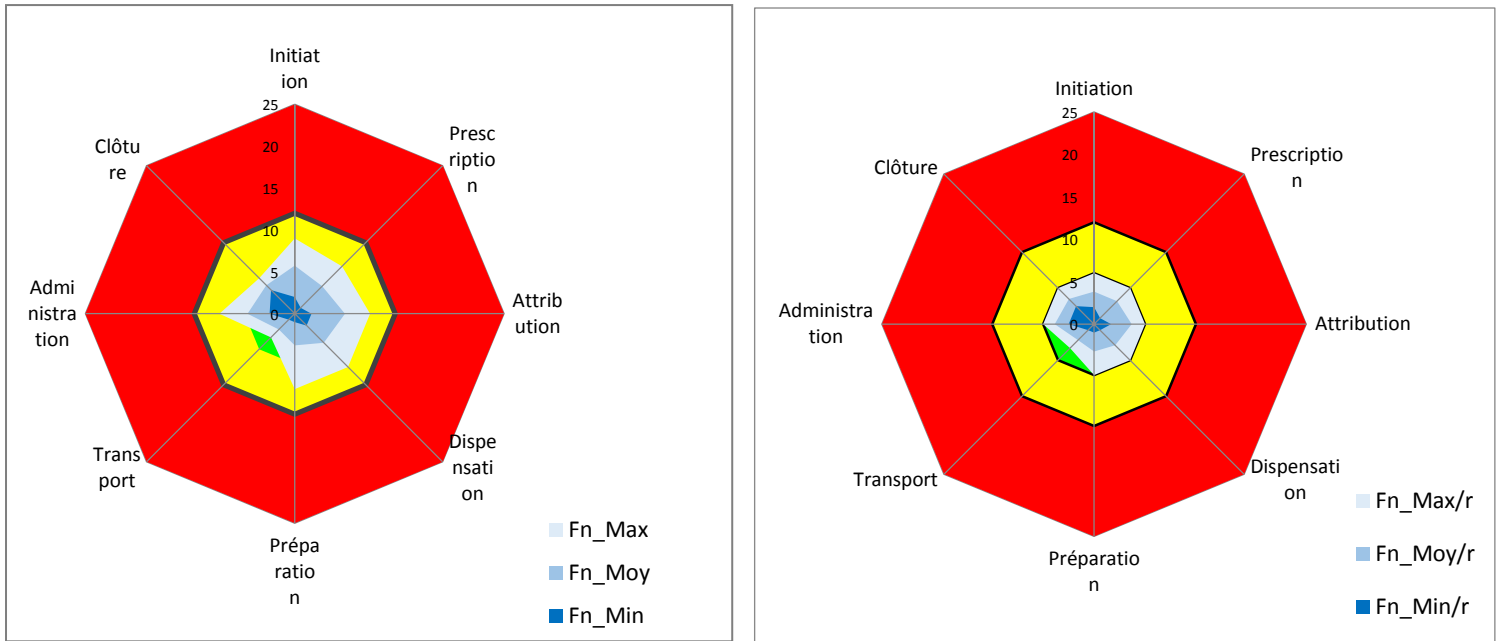 Initiat
ion
25
20
15
10
5
0
Presc
ription
n
Attrib
ution
Dispe
nsati
on
Prépa
ratio
n
Trans
port
Admi
nistra
tion
Clôtu
re
Fn_Max
Fn_Moy
Fn_Min
Initiation
25
20
15
10
5
0
Prescriptio
n
Attribution
Dispensati
on
Préparatio
n
Transport
Administra
tion
Clôture
Fn_Max/r
Fn_Moy/r
Fn_Min/r